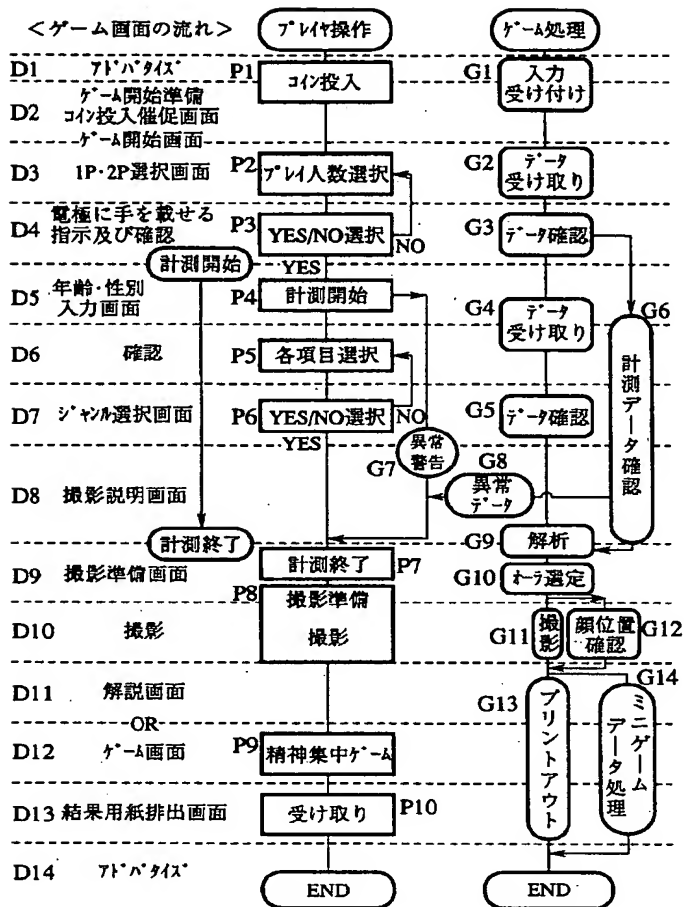 <ゲーム画面の流れ>
プレイヤ操作
ゲーム処理
D1 アドバタイズ
P1 コイン投入
G1 入力
受け付け
D2 ゲーム開始準備
コイン投入催促画面
ゲーム開始画面
D3 1P・2P選択画面
P2 プレイ人数選択
G2 データ
受け取り
D4 電極に手を載せる
指示及び確認
P3 YES/NO選択
NO
YES
G3 データ確認
計測開始
D5 年齢・性別
入力画面
P4 計測開始
G4 データ
受け取り
G6
計測データ確認
D6 確認
P5 各項目選択
D7 ジャンル選択画面
P6 YES/NO選択
NO
YES
G5 データ確認
異常
警告
G7
G8
異常
データ
D8 撮影説明画面
計測終了
G9 解析
D9 撮影準備画面
計測終了 P7
G10 オーラ選定
P8 撮影準備
撮影
D10 撮影
G11 撮影
顔位置
確認 G12
D11 解説画面
OR
G13 プリントアウト
G14
ミニゲーム
データ処理
D12 ゲーム画面
P9 精神集中ゲーム
D13 結果用紙排出画面
受け取り P10
D14 アドバタイズ
END
END